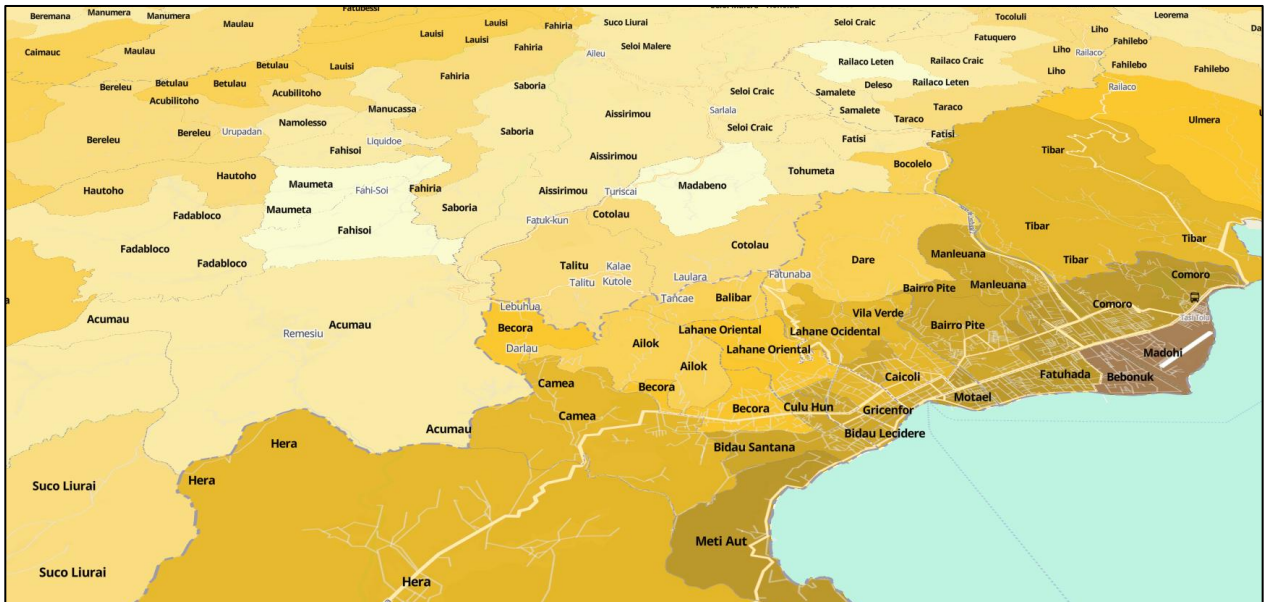 Beremana
Manumera
Manumera
Maulau
Fatubessi
Lauisi
Fahiria
Suco Liurai
Seloi Craic
Tocoluli
Leorema
Caimauc
Maulau
Lauisi
Lauisi
Fahiria
Aileu
Seloi Malere
Fatuquero
Liho
Liho
Railaco
Fahilebo
Betulau
Lauisi
Fahiria
Railaco Leten
Railaco Craic
Liho
Fahilebo
Fahilebo
Bereleu
Betulau
Betulau
Saboria
Seloi Craic
Samalete
Deleso
Railaco Leten
Railaco
Acubilitoho
Acubilitoho
Manucassa
Aissirimou
Sarlala
Samalete
Taraco
Taraco
Ulmera
Bereleu
Bereleu
Urupadan
Namolesso
Liquidoe
Saboria
Seloi Craic
Fatisi
Fatisi
Fahisoi
Aissirimou
Tibar
Hautoho
Hautoho
Maumeta
Fahi-Soi
Fahiria
Aissirimou
Turiscai
Madabeno
Tohumeta
Bocolelo
Fadabloco
Maumeta
Saboria
Fatuk-kun
Cotolau
Fahisoi
Tibar
Tibar
Fadabloco
Fadabloco
Cotolau
Dare
Manleuana
Tibar
Talitu
Kalae
Talitu
Kutole
Laulara
Fatunaba
Comoro
Manleuana
Bairro Pite
Lebuhua
Tancae
Balibar
Comoro
Acumau
Remesiu
Acumau
Becora
Lahane Oriental
Lahane Ocidental
Vila Verde
Bairro Pite
Tasi Tolu
Darlau
Ailok
Lahane Oriental
Madohi
Camea
Becora
Ailok
Caicoli
Fatuhada
Bebonuk
Camea
Becora
Culu Hun
Gricenfor
Motael
Hera
Acumau
Bidau Santana
Bidau Lecidere
Suco Liurai
Hera
Meti Aut
Suco Liurai
Hera